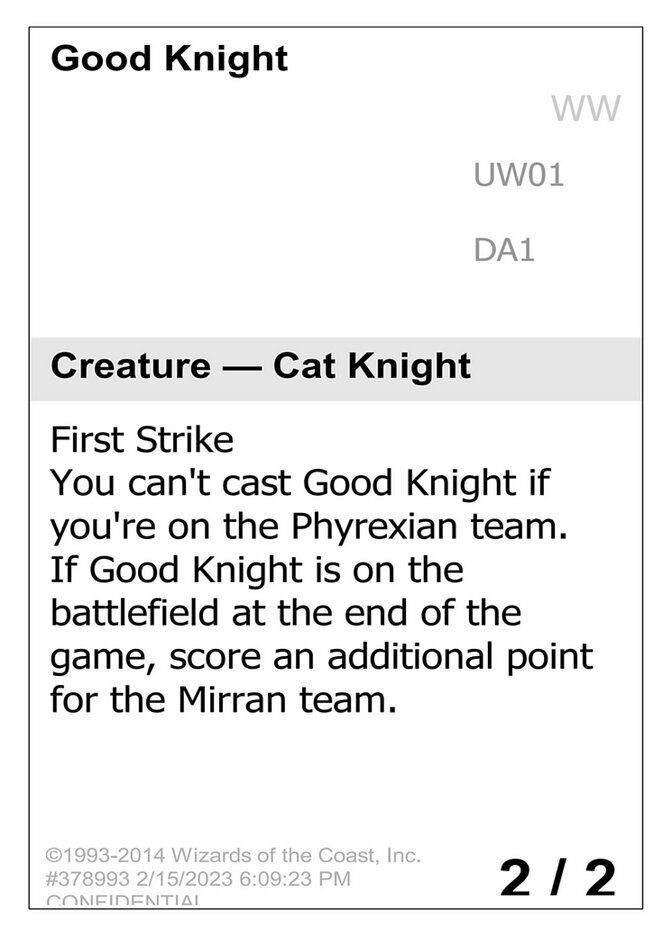 Good Knight
WW
UW01
DA1
Creature — Cat Knight
First Strike
You can't cast Good Knight if
you're on the Phyrexian team.
If Good Knight is on the
battlefield at the end of the
game, score an additional point
for the Mirran team.
©1993-2014 Wizards of the Coast, Inc.
#378993 2/15/2023 6:09:23 PM
CONFIDENTIAL
2 / 2